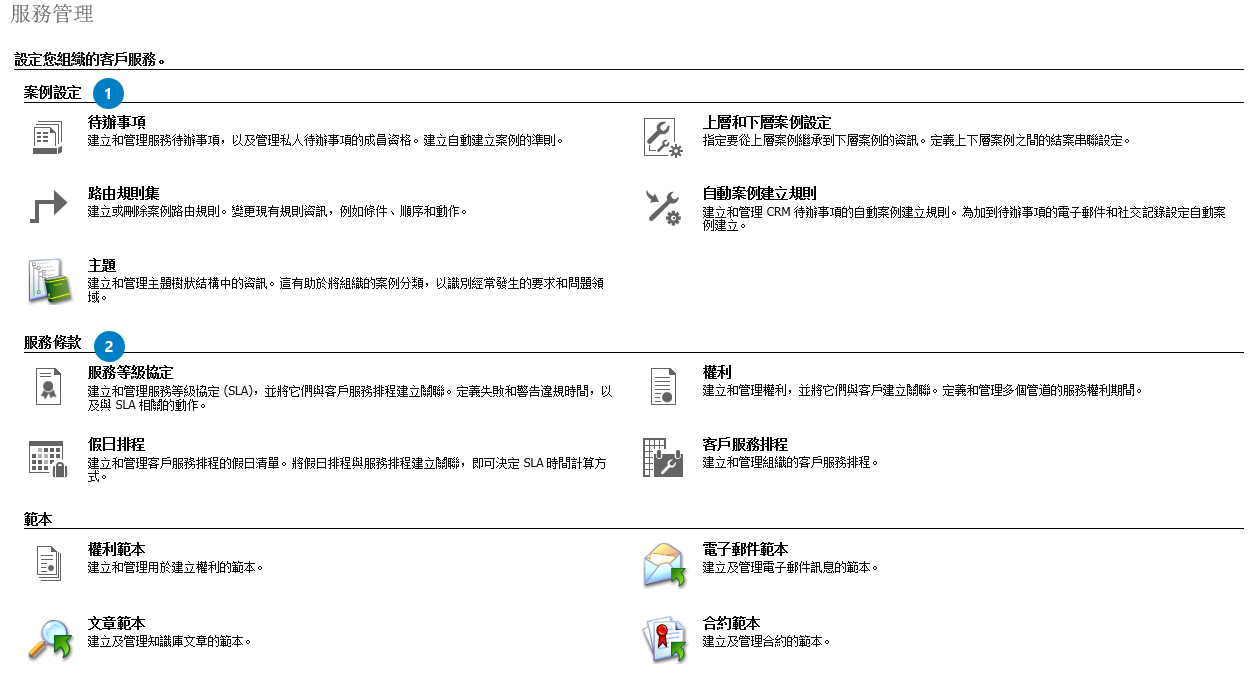 服務管理
設定您組織的客戶服務。
案例設定 1
待辦事項
建立和管理服務待辦事項，以及管理私人待辦事項的成員資格。建立自動建立案例的準則。
上層和下層案例設定
指定要從上層案例繼承到下層案例的資訊。定義上下層案例之間的結案串聯設定。
路由規則集
建立或刪除案例路由規則。變更現有規則資訊，例如條件、順序和動作。
自動案例建立規則
建立和管理 CRM 待辦事項的自動案例建立規則。為加到待辦事項的電子郵件和社交記錄設定自動案
例建立。
主題
建立和管理主題樹狀結構中的資訊。這有助於將組織的案例分類，以識別經常發生的要求和問題領
域。
服務條款 2
服務等級協定
建立和管理服務等級協定 (SLA)，並將它們與客戶服務排程建立關聯。定義失敗和警告違規時間，以
及與 SLA 相關的動作。
權利
建立和管理權利，並將它們與客戶建立關聯。定義和管理多個管道的服務權利期間。
假日排程
建立和管理客戶服務排程的假日清單。將假日排程與服務排程建立關聯，即可決定 SLA 時間計算方
式。
客戶服務排程
建立和管理組織的客戶服務排程。
範本
權利範本
建立和管理用於建立權利的範本。
電子郵件範本
建立及管理電子郵件訊息的範本。
文章範本
建立及管理知識庫文章的範本。
合約範本
建立及管理合約的範本。